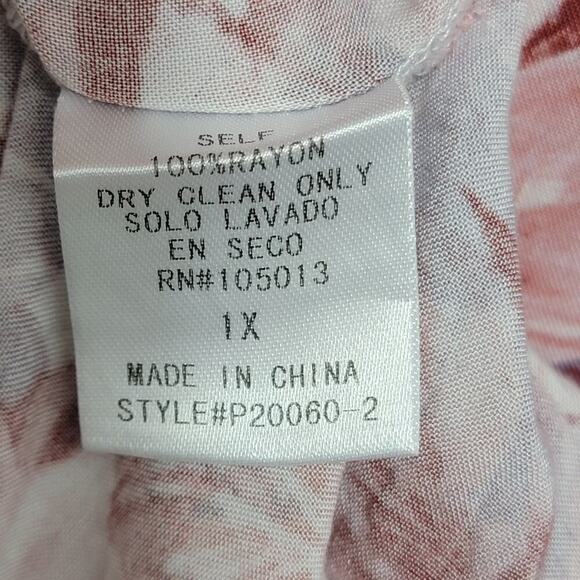 SELF
100%RAYON
DRY CLEAN ONLY
SOLO LAVADO
EN SECO
RN#105013
1X
MADE IN CHINA
STYLE#P20060-2